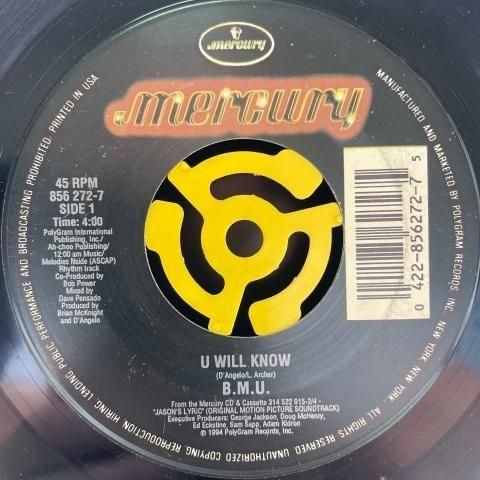 mercury
mercury
45 RPM
856 272-7
SIDE 1
Time: 4:00
PolyGram International
Publishing, Inc./
Ah-choo Publishing/
12:00 am Music/
Melodies Nside (ASCAP)
Rhythm track
Co-Produced by
Bob Power
Mixed by
Dave Pensado
Produced by
Brian McKnight
and D'Angelo
0 422-856272-7 5
U WILL KNOW
(D'Angelo/L. Archer)
B.M.U.
From the Mercury CD & Cassette 314 522 915-2/4 -
"JASON'S LYRIC" (ORIGINAL MOTION PICTURE SOUNDTRACK)
Executive Producers: George Jackson, Doug McHenry,
Ed Eckstine, Sam Sapp, Adam Kidron
℗ 1994 PolyGram Records, Inc.
MANUFACTURED AND MARKETED BY POLYGRAM RECORDS INC. NEW YORK, NEW YORK. ALL RIGHTS RESERVED. UNAUTHORIZED COPYING, REPRODUCTION, HIRING, LENDING, PUBLIC PERFORMANCE AND BROADCASTING PROHIBITED. PRINTED IN USA.